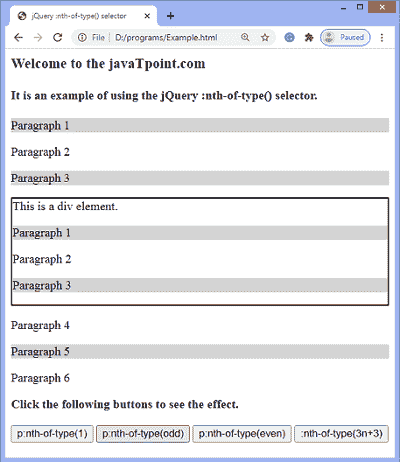 jQuery :nth-of-type() selector
File | D:/programs/Example.html
Paused
Welcome to the javaTpoint.com
It is an example of using the jQuery :nth-of-type() selector.
Paragraph 1
Paragraph 2
Paragraph 3
This is a div element.
Paragraph 1
Paragraph 2
Paragraph 3
Paragraph 4
Paragraph 5
Paragraph 6
Click the following buttons to see the effect.
p:nth-of-type(1) p:nth-of-type(odd) p:nth-of-type(even) :nth-of-type(3n+3)